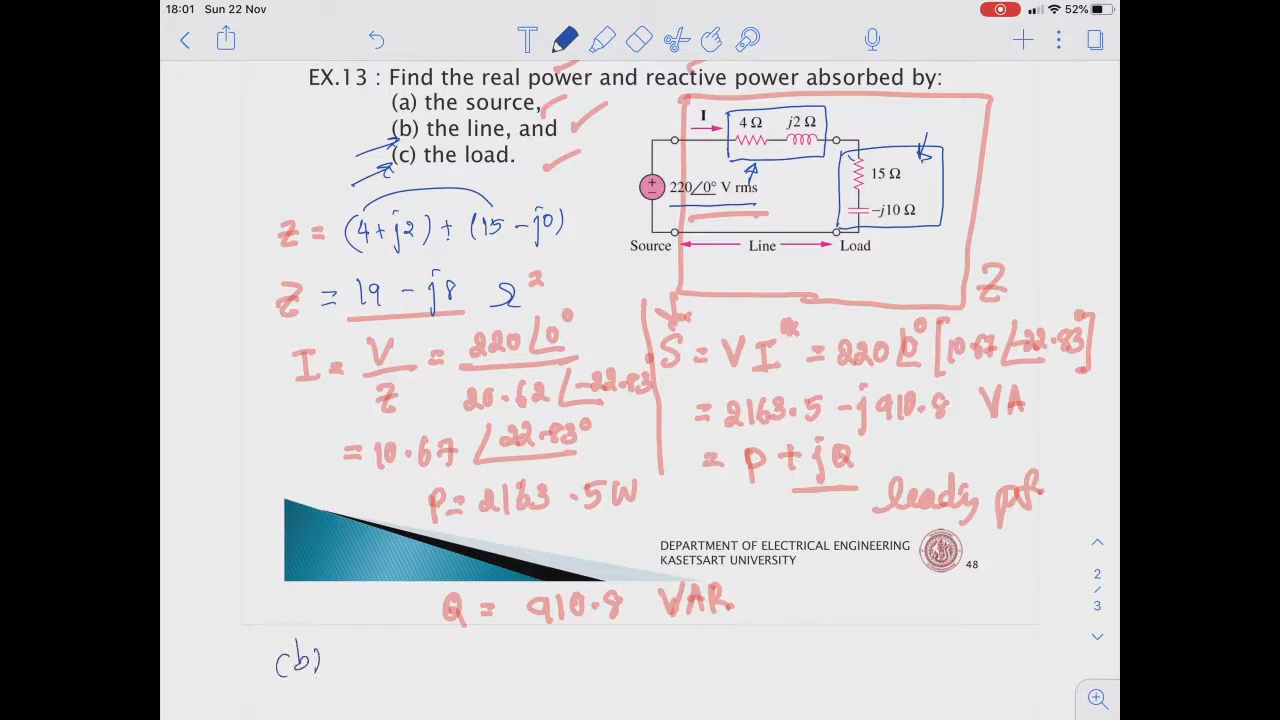 18:01 Sun 22 Nov
52%
EX.13 : Find the real power and reactive power absorbed by:
(a) the source,
(b) the line, and
(c) the load.
I
4 Ω
j2 Ω
15 Ω
220∠0° V rms
−j10 Ω
Source
Line
Load
Z
Z = (4+j2) + (15 −j0)
Z = 19 − j8 Ω 2
I = V/Z = 220∠0° / 20.62∠−22.83
= 10.67 ∠22.83°
P = 2163.5 W
S = VI* = 220∠0° [10.67∠−22.83°]
= 2163.5 −j910.8 VA
= P + jQ
DEPARTMENT OF ELECTRICAL ENGINEERING
KASETSART UNIVERSITY
48
2
3
Q = 910.8 VAR
(b)